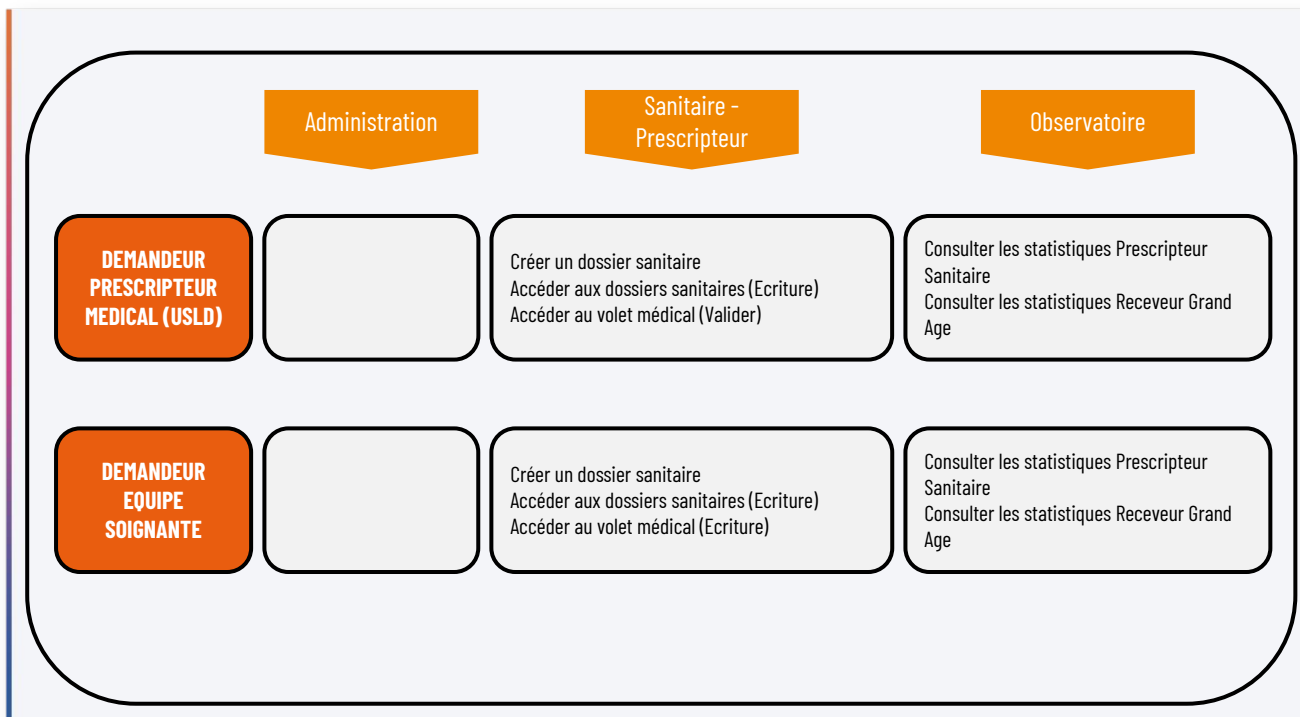 Administration
Sanitaire -
Prescripteur
Observatoire
DEMANDEUR
PRESCRIPTEUR
MEDICAL (USLD)
Créer un dossier sanitaire
Accéder aux dossiers sanitaires (Ecriture)
Accéder au volet médical (Valider)
Consulter les statistiques Prescripteur
Sanitaire
Consulter les statistiques Receveur Grand
Age
DEMANDEUR
EQUIPE
SOIGNANTE
Créer un dossier sanitaire
Accéder aux dossiers sanitaires (Ecriture)
Accéder au volet médical (Ecriture)
Consulter les statistiques Prescripteur
Sanitaire
Consulter les statistiques Receveur Grand
Age